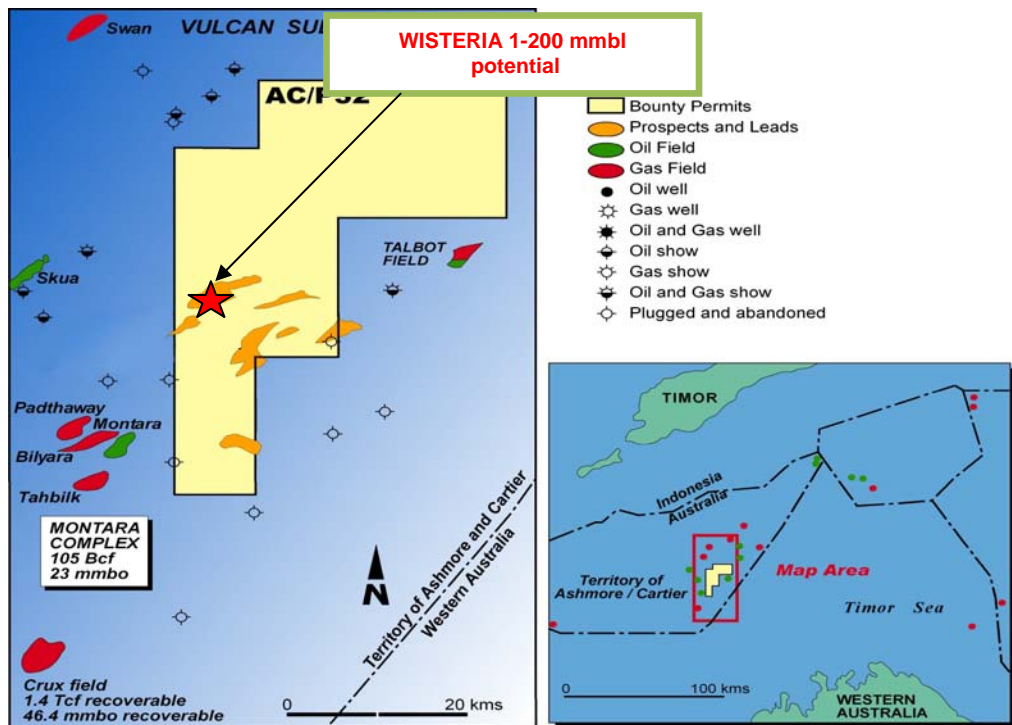 Swan
VULCAN SU
WISTERIA 1-200 mmbl
potential
AC/P32
TALBOT
FIELD
Skua
Padthaway
Montara
Bilyara
Tahbilk
MONTARA
COMPLEX
105 Bcf
23 mmbo
N
Territory of Ashmore and Cartier
Western Australia
Crux field
1.4 Tcf recoverable
46.4 mmbo recoverable
0 20 kms
Bounty Permits
Prospects and Leads
Oil Field
Gas Field
Oil well
Gas well
Oil and Gas well
Oil show
Gas show
Oil and Gas show
Plugged and abandoned
TIMOR
Indonesia
Australia
Territory of
Ashmore / Cartier
Map Area
Timor Sea
0 100 kms
WESTERN
AUSTRALIA